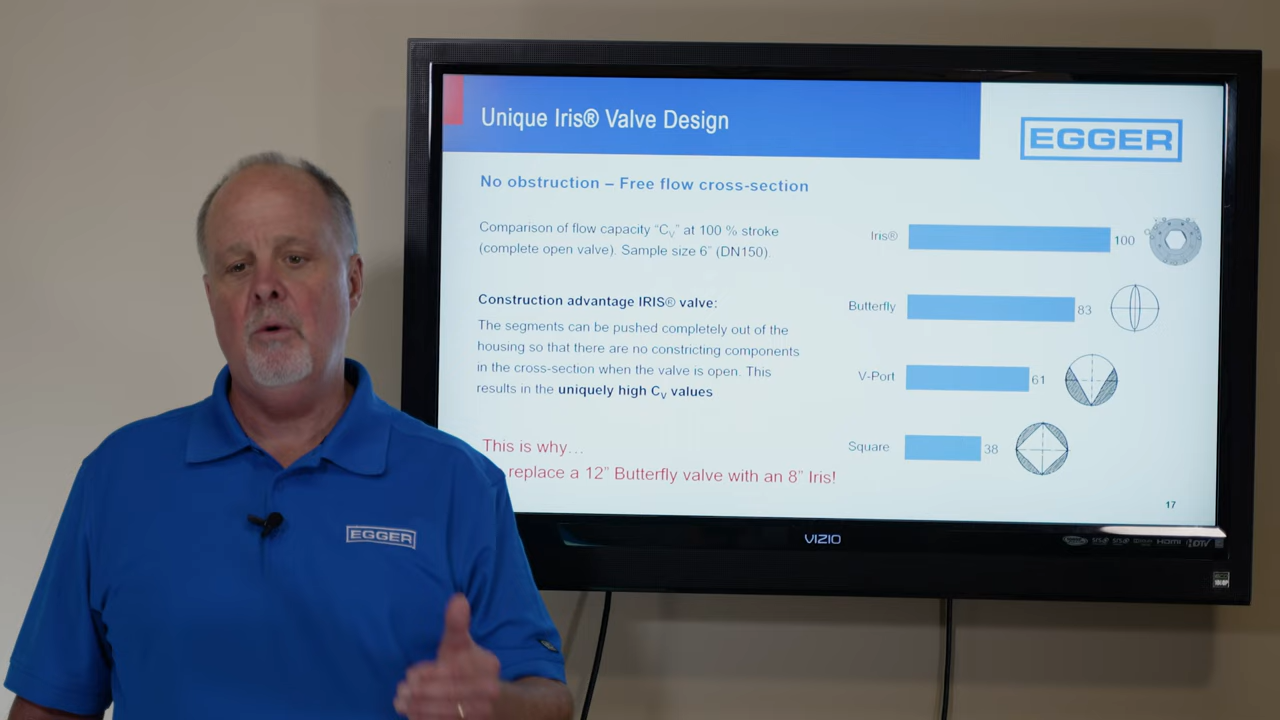 Unique Iris® Valve Design
EGGER
No obstruction – Free flow cross-section
Comparison of flow capacity "Cv" at 100 % stroke
(complete open valve). Sample size 6" (DN150).
Construction advantage IRIS® valve:
The segments can be pushed completely out of the
housing so that there are no constricting components
in the cross-section when the valve is open. This
results in the uniquely high Cv values
This is why…
replace a 12" Butterfly valve with an 8" Iris!
Iris® 100
Butterfly 83
V-Port 61
Square 38
17
VIZIO
HDMI
EGGER